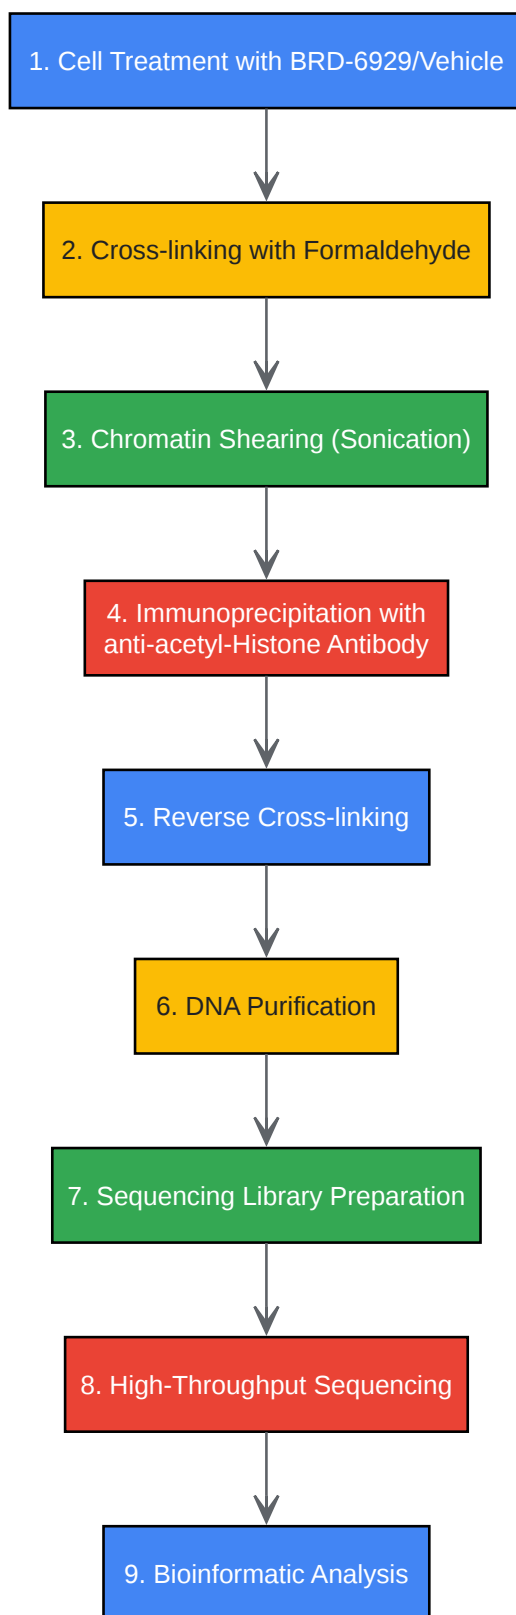 1. Cell Treatment with BRD-6929/Vehicle
2. Cross-linking with Formaldehyde
3. Chromatin Shearing (Sonication)
4. Immunoprecipitation with
anti-acetyl-Histone Antibody
5. Reverse Cross-linking
6. DNA Purification
7. Sequencing Library Preparation
8. High-Throughput Sequencing
9. Bioinformatic Analysis